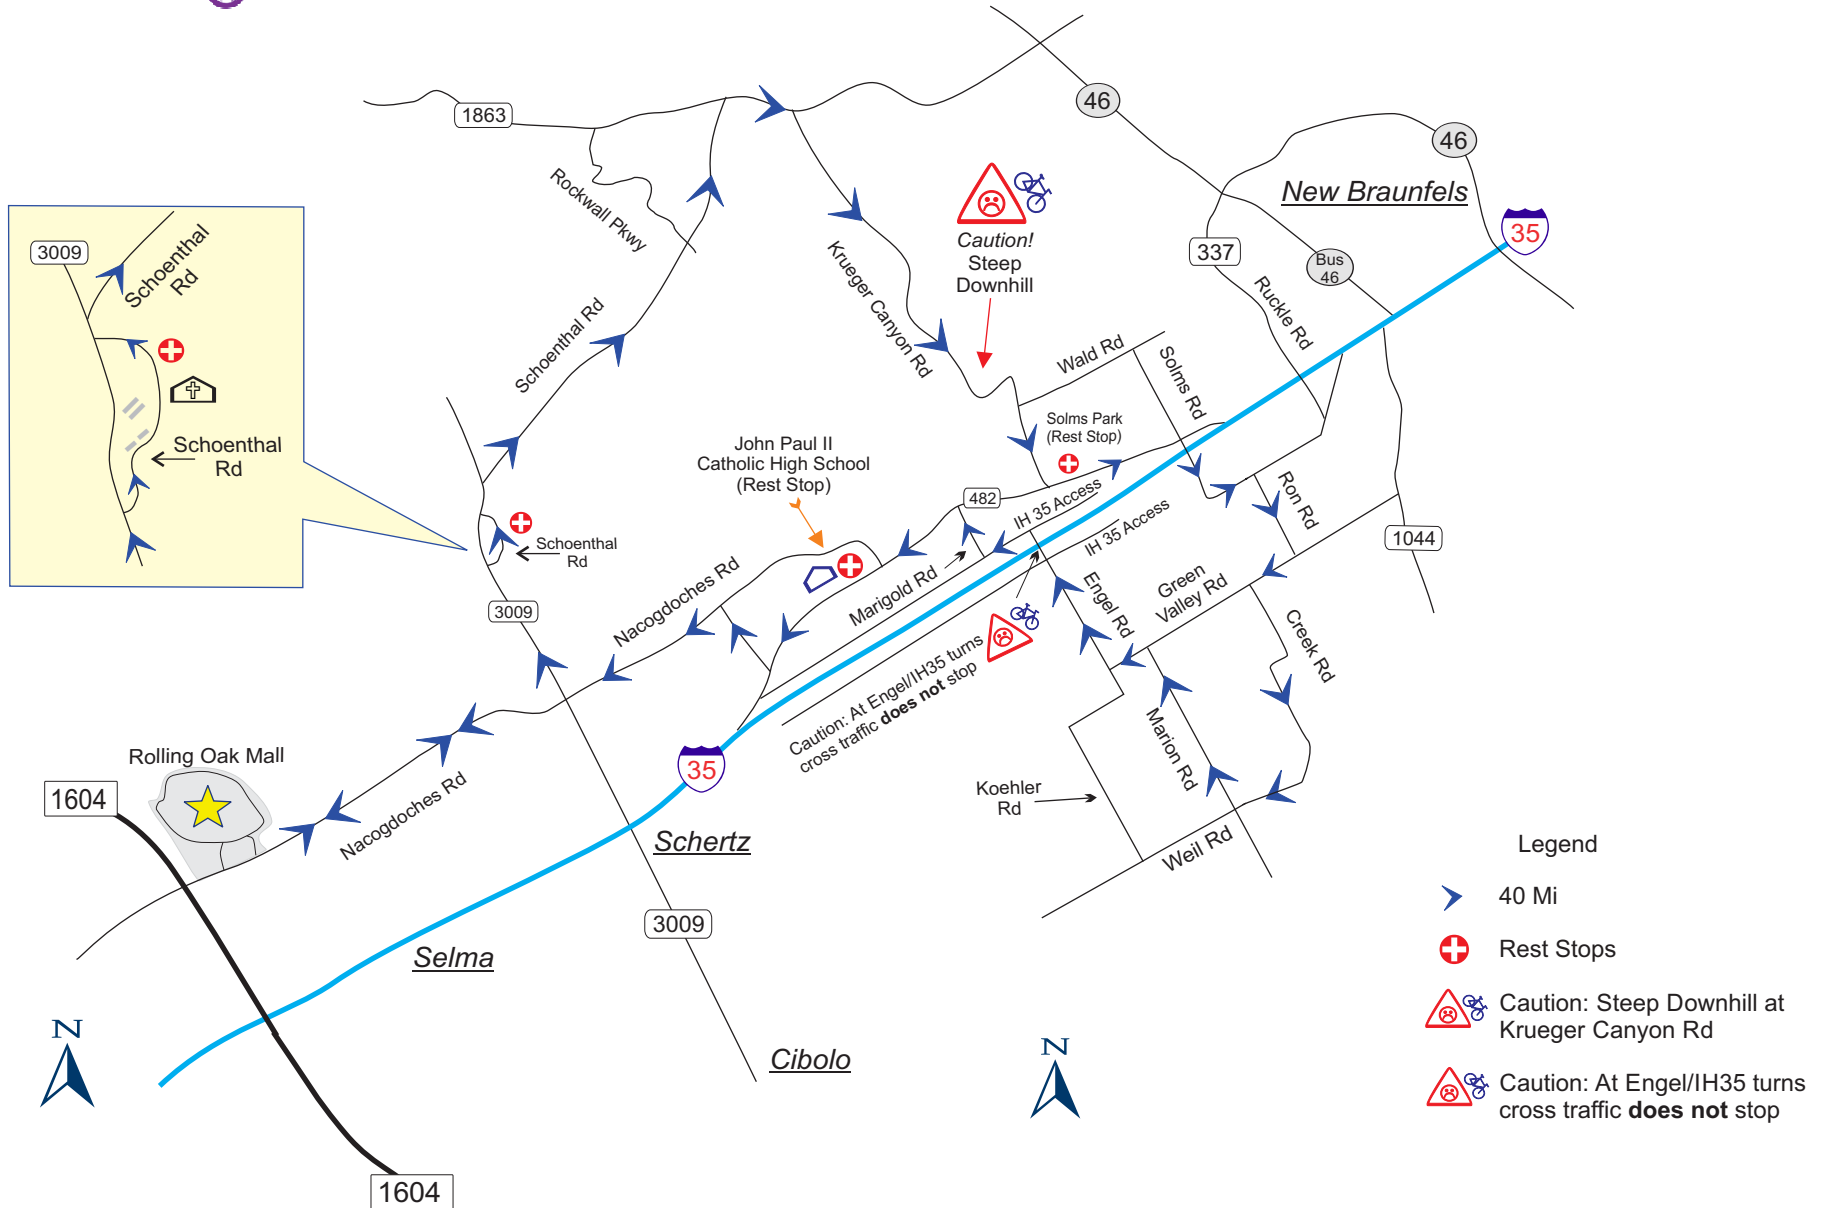 1863
46
46
New Braunfels
35
Rockwall Pkwy
337
Bus
46
Caution!
Steep
Downhill
3009
Schoenthal
Rd
Schoenthal
Rd
Krueger Canyon Rd
Ruckle Rd
Schoenthal Rd
Wald Rd
Solms Rd
Solms Park
(Rest Stop)
John Paul II
Catholic High School
(Rest Stop)
482
IH 35 Access
IH 35 Access
Ron Rd
1044
Schoenthal
Rd
3009
Nacogdoches Rd
Marigold Rd
Engel Rd
Green
Valley Rd
Creek Rd
Caution: At Engel/IH35 turns
cross traffic does not stop
Marion Rd
Rolling Oak Mall
1604
35
Koehler
Rd
Nacogdoches Rd
Schertz
Weil Rd
3009
Selma
Cibolo
N
N
1604
Legend
40 Mi
Rest Stops
Caution: Steep Downhill at
Krueger Canyon Rd
Caution: At Engel/IH35 turns
cross traffic does not stop